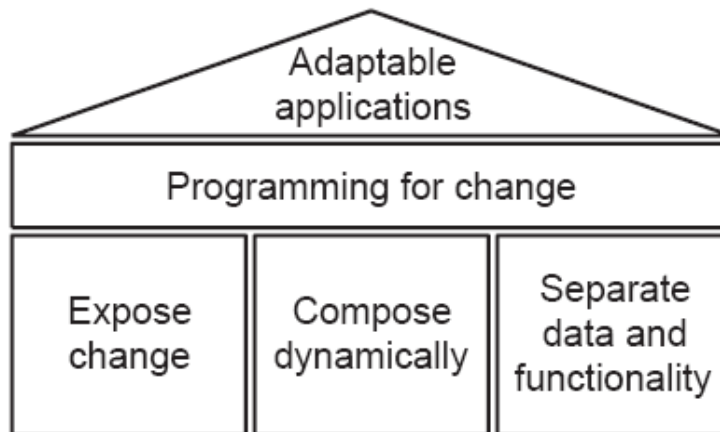 Adaptable
applications
Programming for change
Expose
change
Compose
dynamically
Separate
data and
functionality